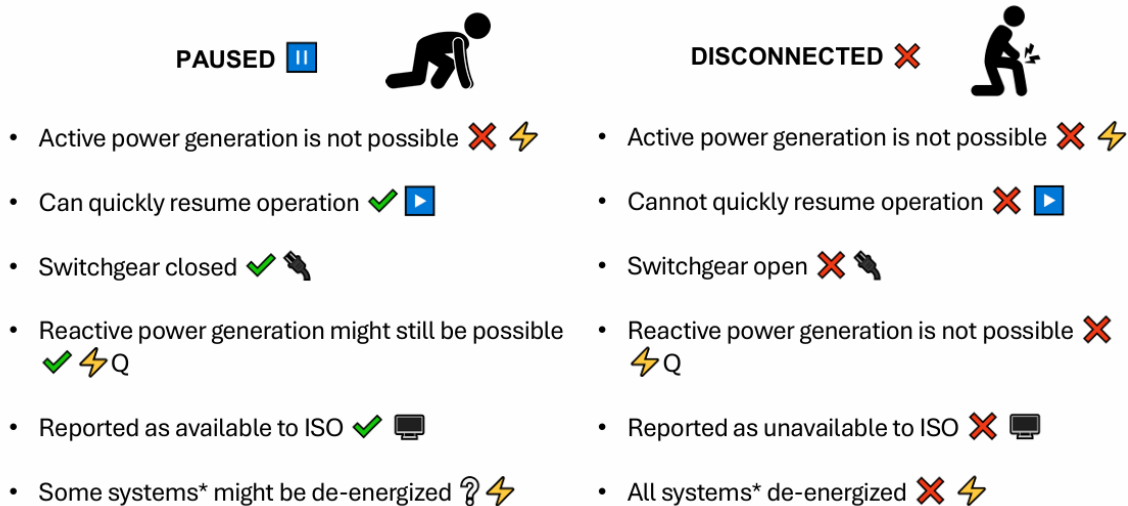 PAUSED ⏸
• Active power generation is not possible ❌ ⚡
• Can quickly resume operation ✔ ▶
• Switchgear closed ✔ 🔌
• Reactive power generation might still be possible
✔ ⚡Q
• Reported as available to ISO ✔ 🖥
• Some systems* might be de-energized ❔⚡
DISCONNECTED ❌
• Active power generation is not possible ❌ ⚡
• Cannot quickly resume operation ❌ ▶
• Switchgear open ❌ 🔌
• Reactive power generation is not possible ❌
⚡Q
• Reported as unavailable to ISO ❌ 🖥
• All systems* de-energized ❌ ⚡